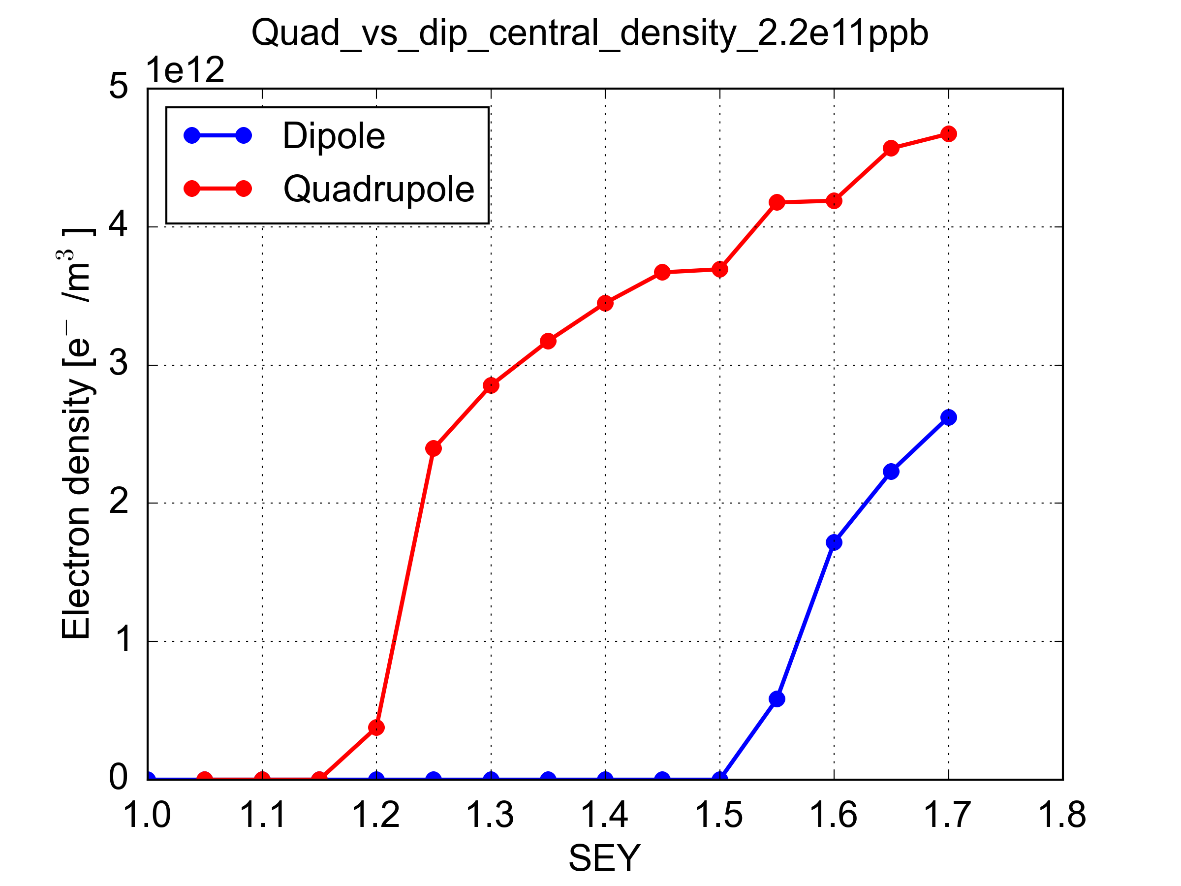 Quad_vs_dip_central_density_2.2e11ppb
1e12
5
4
3
2
1
0
Electron density [e⁻ /m³ ]
Dipole
Quadrupole
1.0 1.1 1.2 1.3 1.4 1.5 1.6 1.7 1.8
SEY